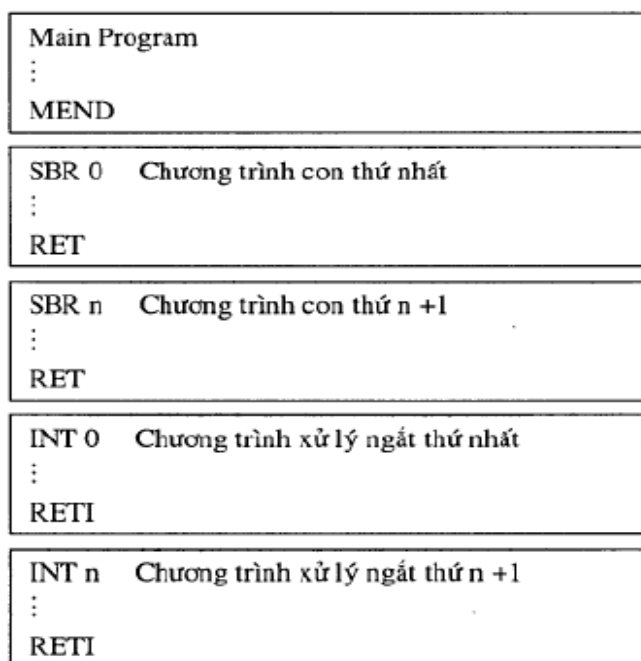 Main Program
⋮
MEND
SBR 0 Chương trình con thứ nhất
⋮
RET
SBR n Chương trình con thứ n +1
⋮
RET
INT 0 Chương trình xử lý ngắt thứ nhất
⋮
RETI
INT n Chương trình xử lý ngắt thứ n +1
⋮
RETI